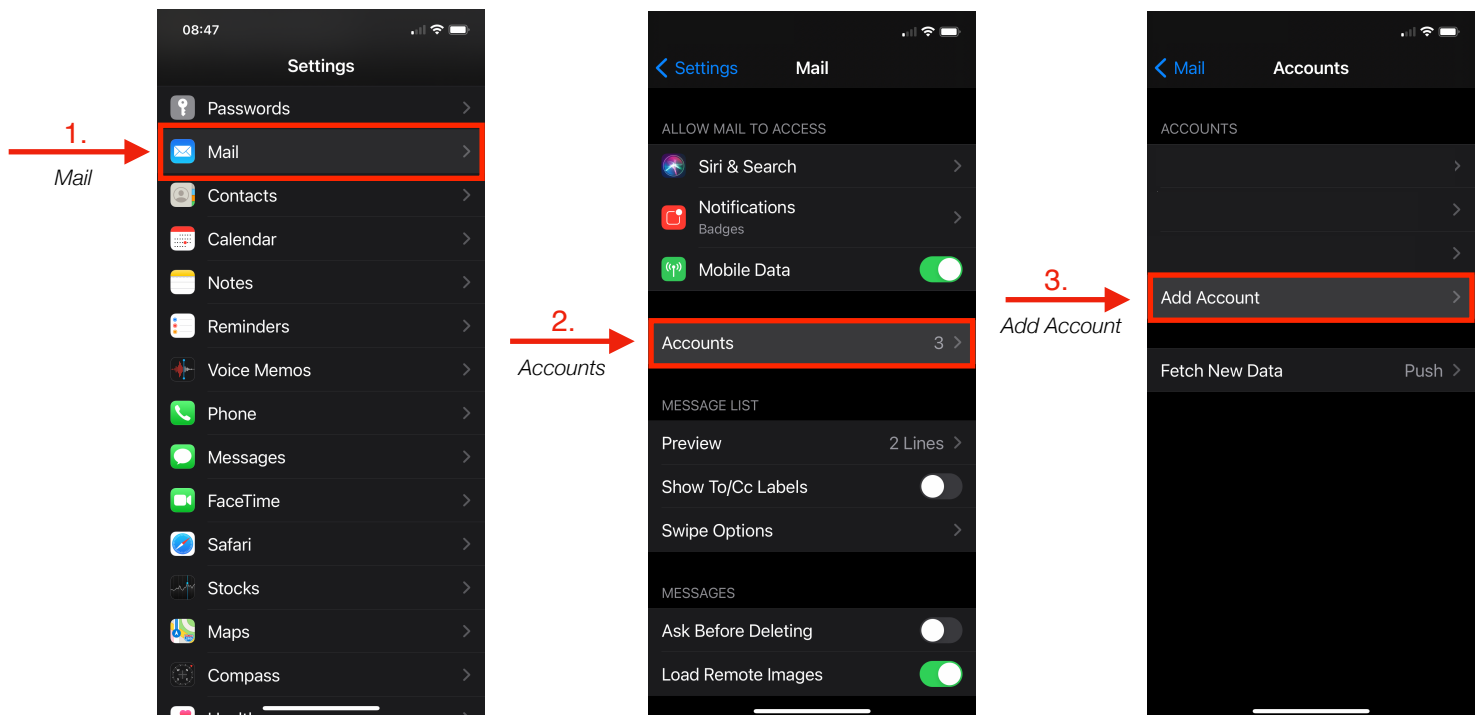 1.
Mail
08:47
Settings
Passwords
Mail
Contacts
Calendar
Notes
Reminders
Voice Memos
Phone
Messages
FaceTime
Safari
Stocks
Maps
Compass
2.
Accounts
Settings Mail
ALLOW MAIL TO ACCESS
Siri & Search
Notifications
Badges
Mobile Data
Accounts 3
MESSAGE LIST
Preview 2 Lines
Show To/Cc Labels
Swipe Options
MESSAGES
Ask Before Deleting
Load Remote Images
3.
Add Account
Mail Accounts
ACCOUNTS
Add Account
Fetch New Data Push